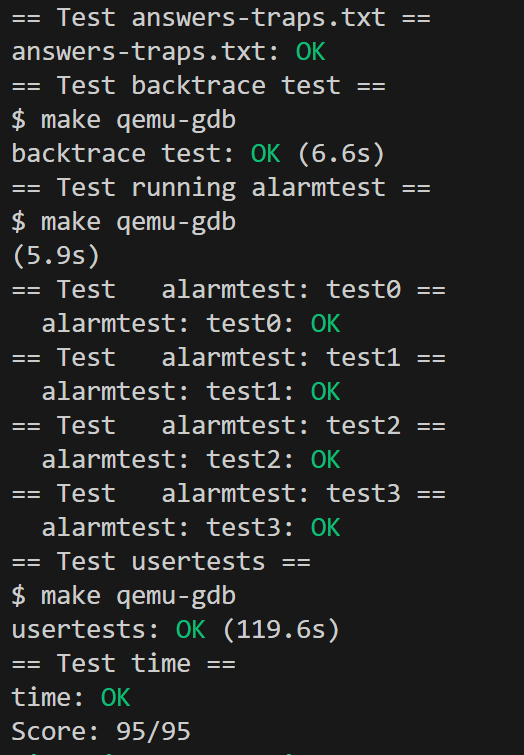 == Test answers-traps.txt ==
answers-traps.txt: OK
== Test backtrace test ==
$ make qemu-gdb
backtrace test: OK (6.6s)
== Test running alarmtest ==
$ make qemu-gdb
(5.9s)
== Test   alarmtest: test0 ==
  alarmtest: test0: OK
== Test   alarmtest: test1 ==
  alarmtest: test1: OK
== Test   alarmtest: test2 ==
  alarmtest: test2: OK
== Test   alarmtest: test3 ==
  alarmtest: test3: OK
== Test usertests ==
$ make qemu-gdb
usertests: OK (119.6s)
== Test time ==
time: OK
Score: 95/95